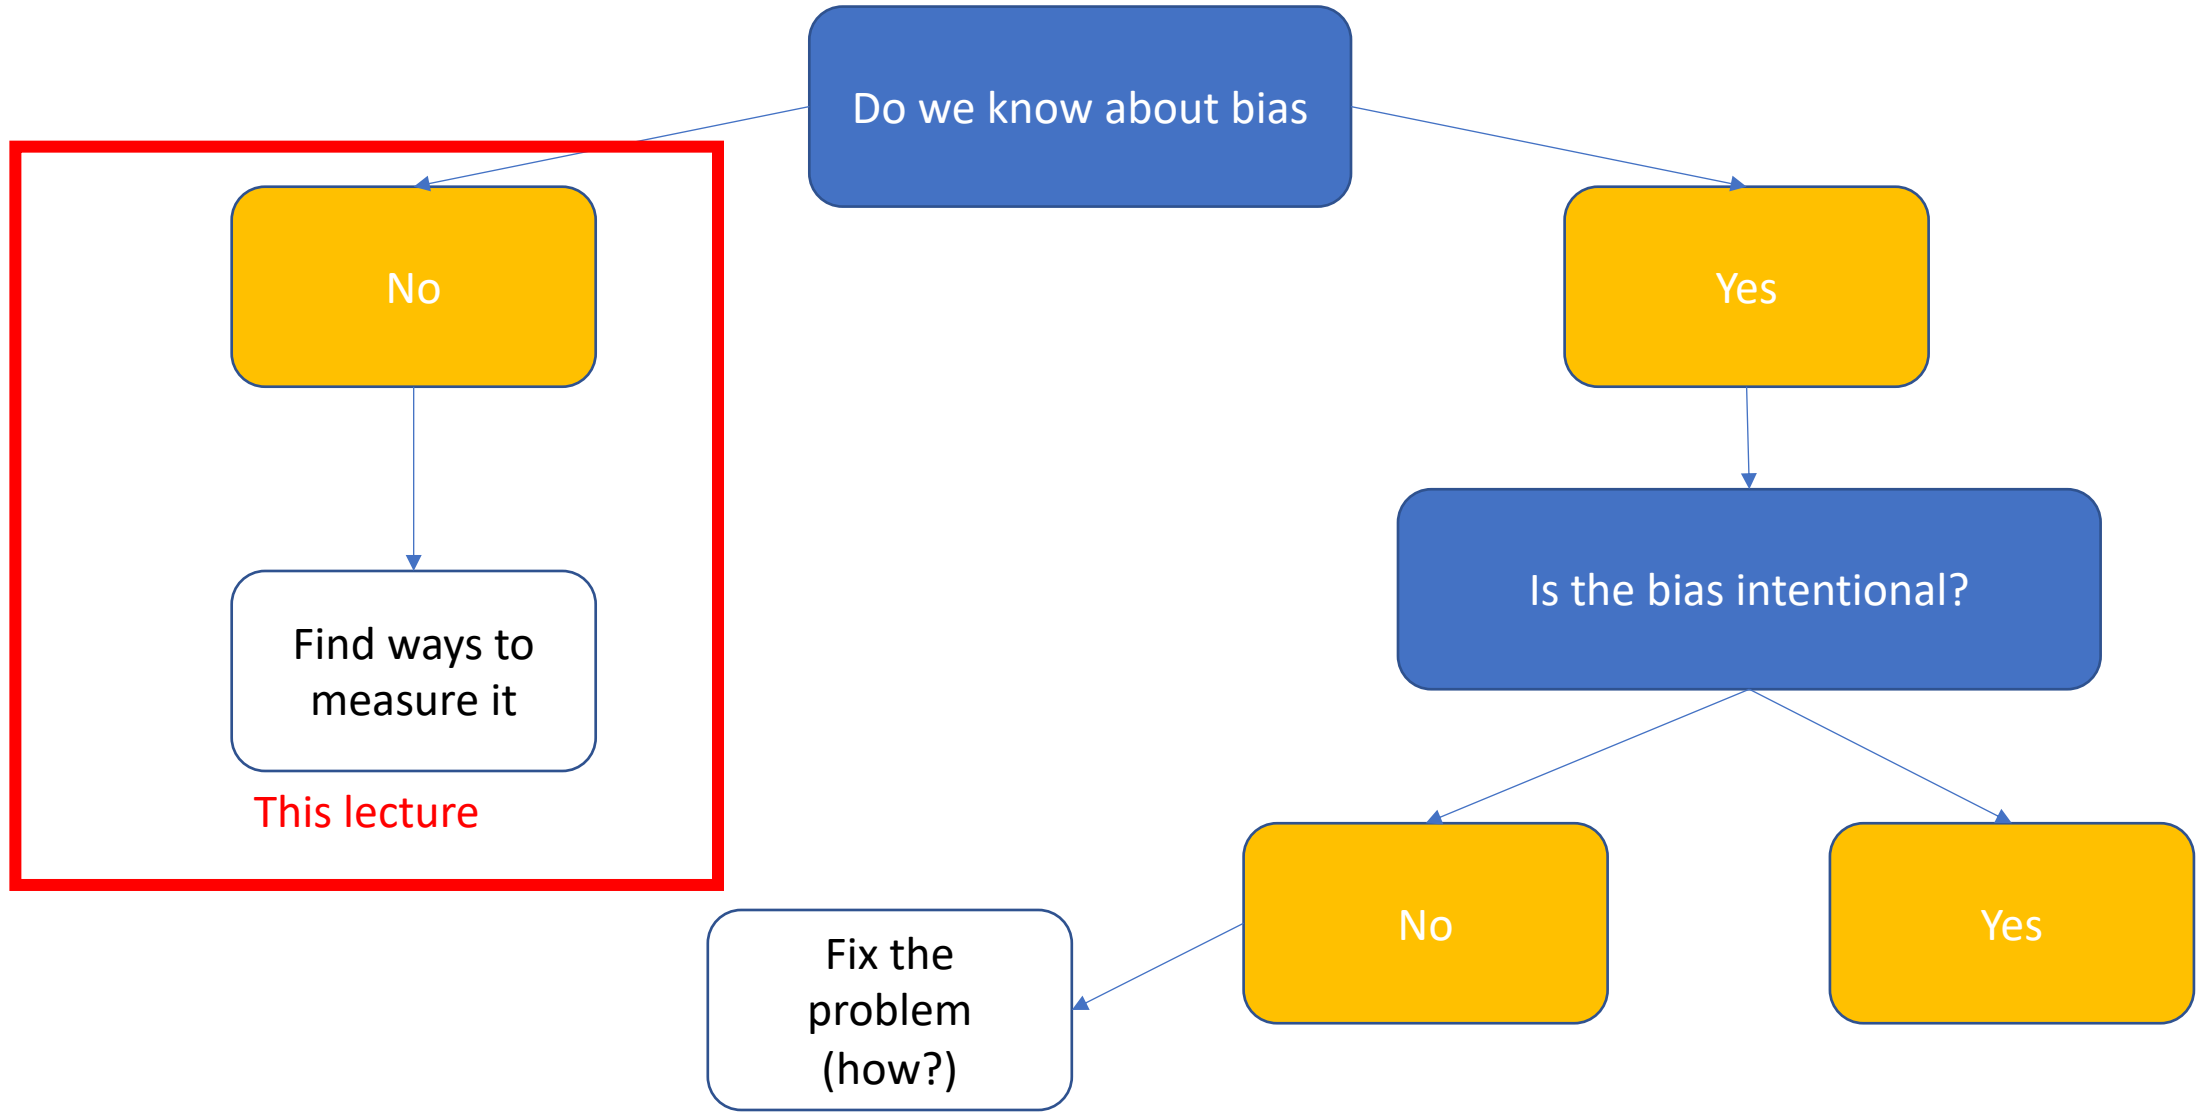 Do we know about bias
No
Yes
Find ways to
measure it
This lecture
Is the bias intentional?
No
Yes
Fix the
problem
(how?)